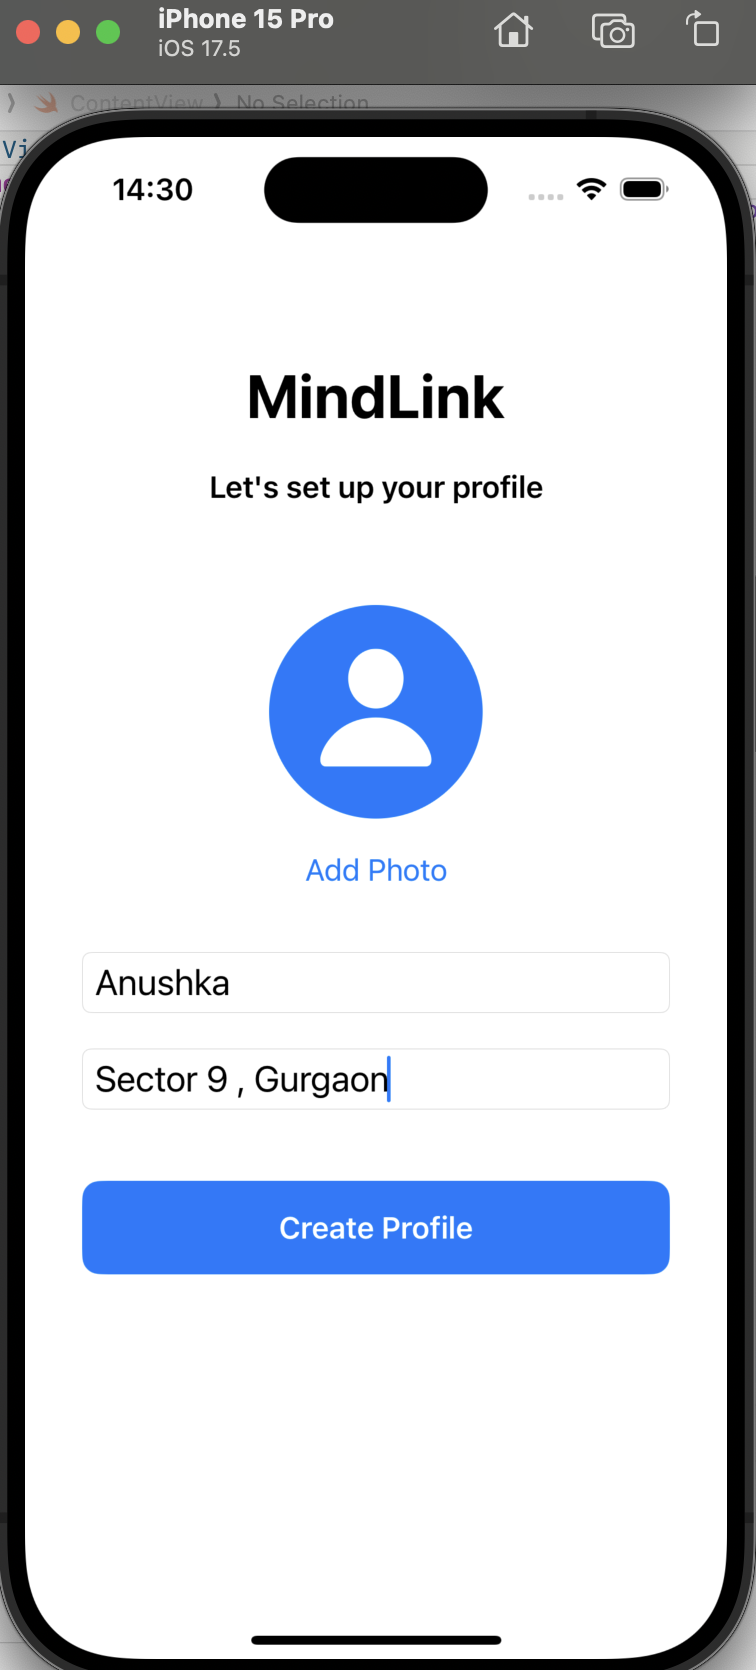 iPhone 15 Pro
iOS 17.5
ContentView ⟩ No Selection
Vi
14:30
MindLink
Let's set up your profile
Add Photo
Anushka
Sector 9 , Gurgaon
Create Profile